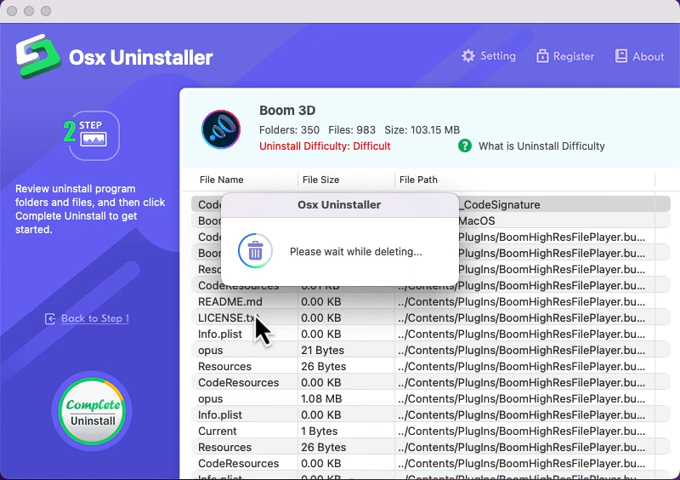 Osx Uninstaller
Setting
Register
About
2 STEP
Review uninstall program
folders and files, and then click
Complete Uninstall to get
started.
Back to Step 1
Complete
Uninstall
Boom 3D
Folders: 350 Files: 983 Size: 103.15 MB
Uninstall Difficulty: Difficult
? What is Uninstall Difficulty
File Name File Size File Path
_CodeSignature
MacOS
../Contents/PlugIns/BoomHighResFilePlayer.bu...
../Contents/PlugIns/BoomHighResFilePlayer.bu...
../Contents/PlugIns/BoomHighResFilePlayer.bu...
CodeResources 0.01 KB ../Contents/PlugIns/BoomHighResFilePlayer.bu...
README.md 0.00 KB ../Contents/PlugIns/BoomHighResFilePlayer.bu...
LICENSE.txt 0.00 KB ../Contents/PlugIns/BoomHighResFilePlayer.bu...
Info.plist 0.00 KB ../Contents/PlugIns/BoomHighResFilePlayer.bu...
opus 21 Bytes ../Contents/PlugIns/BoomHighResFilePlayer.bu...
Resources 26 Bytes ../Contents/PlugIns/BoomHighResFilePlayer.bu...
CodeResources 0.00 KB ../Contents/PlugIns/BoomHighResFilePlayer.bu...
opus 1.08 MB ../Contents/PlugIns/BoomHighResFilePlayer.bu...
Info.plist 0.00 KB ../Contents/PlugIns/BoomHighResFilePlayer.bu...
Current 1 Bytes ../Contents/PlugIns/BoomHighResFilePlayer.bu...
Resources 26 Bytes ../Contents/PlugIns/BoomHighResFilePlayer.bu...
CodeResources 0.00 KB ../Contents/PlugIns/BoomHighResFilePlayer.bu...
Osx Uninstaller
Please wait while deleting...